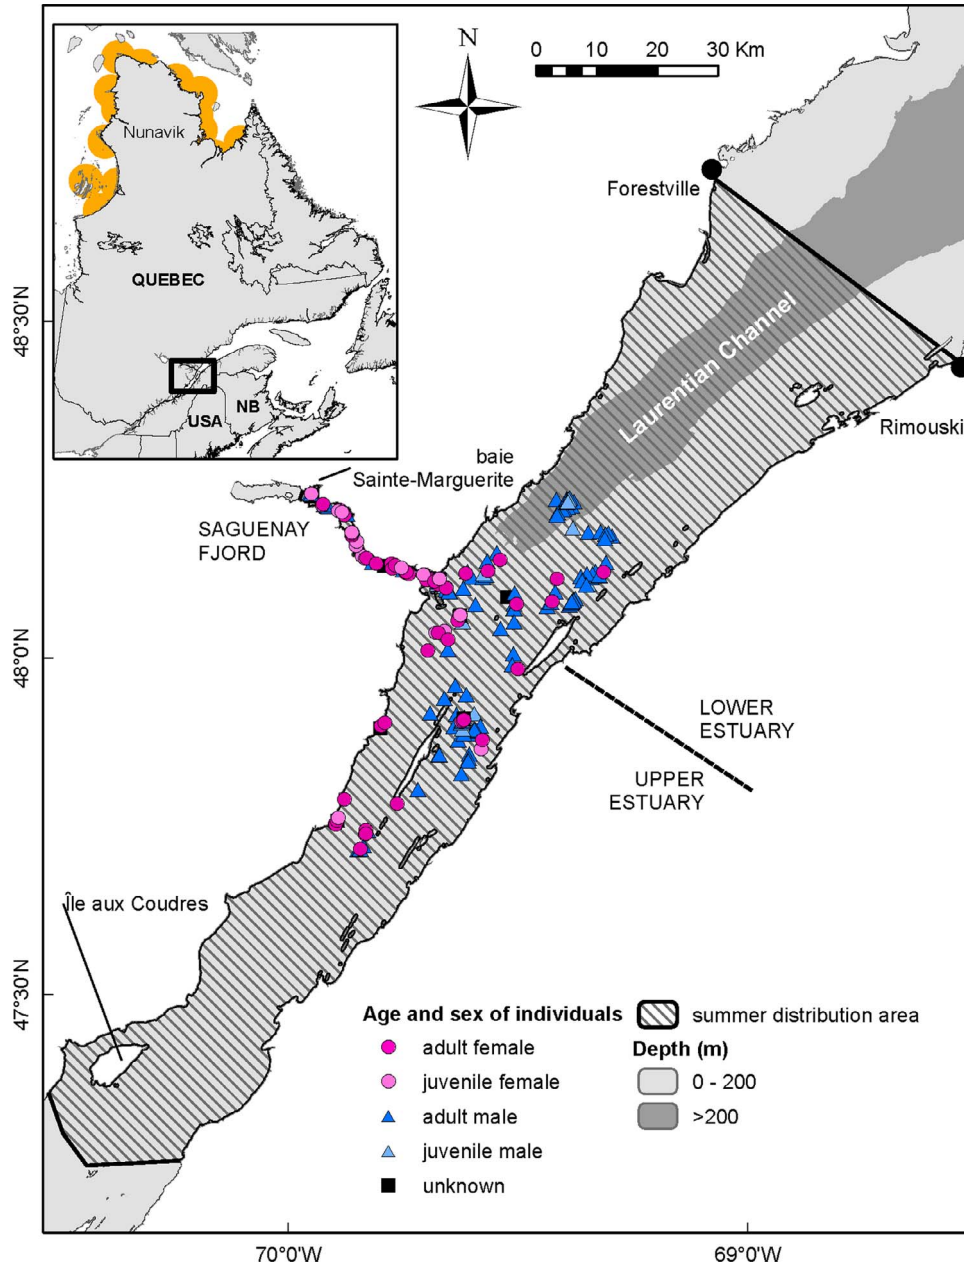 N
0 10 20 30 Km
Nunavik
QUEBEC
USA
NB
Forestville
Laurentian Channel
Rimouski
48°30'N
baie
Sainte-Marguerite
SAGUENAY
FJORD
48°0'N
LOWER
ESTUARY
UPPER
ESTUARY
Île aux Coudres
47°30'N
Age and sex of individuals
adult female
juvenile female
adult male
juvenile male
unknown
summer distribution area
Depth (m)
0 - 200
>200
70°0'W
69°0'W